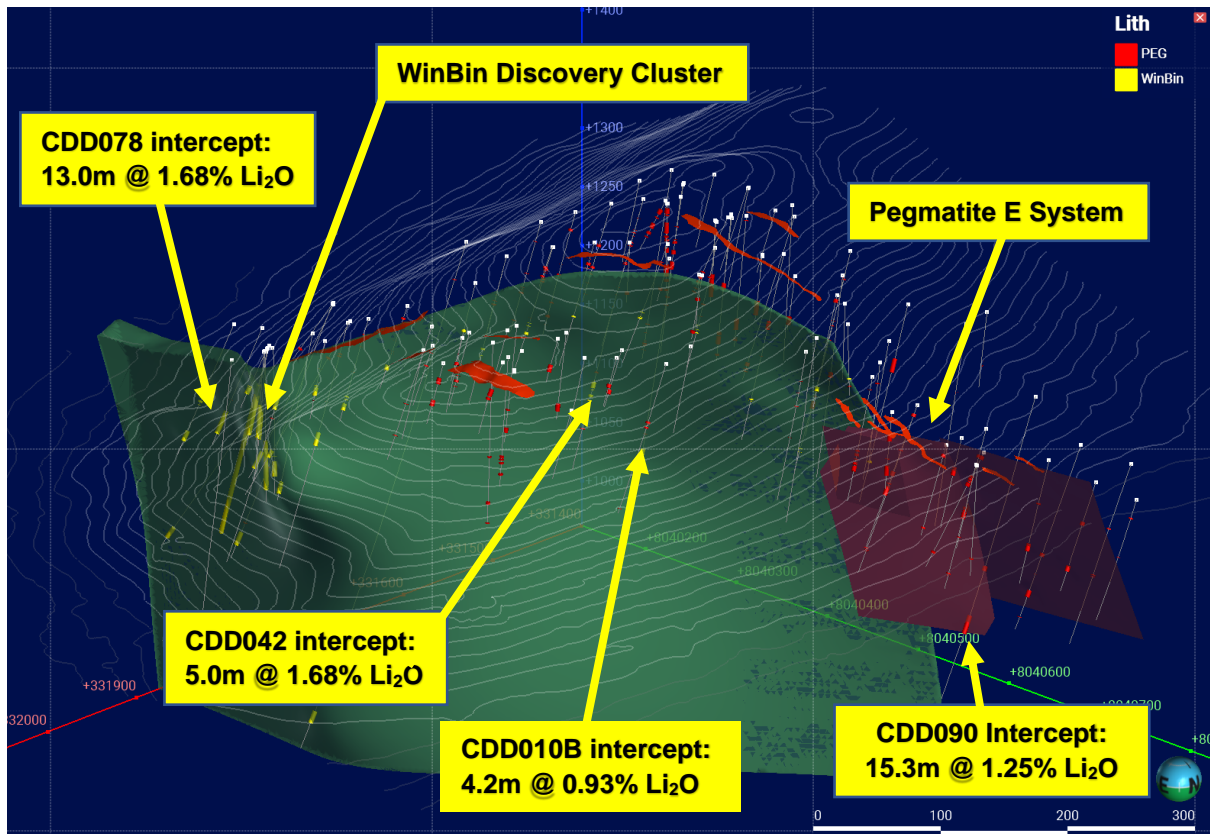 +1400
Lith
PEG
WinBin
WinBin Discovery Cluster
+1300
CDD078 intercept:
13.0m @ 1.68% Li₂O
+1250
Pegmatite E System
+1200
+1150
+1050
+1000
+331400
+8040200
+8040300
+331600
+8040400
+8040500
CDD042 intercept:
5.0m @ 1.68% Li₂O
+8040600
+331900
CDD010B intercept:
4.2m @ 0.93% Li₂O
CDD090 Intercept:
15.3m @ 1.25% Li₂O
E N
0 100 200 300